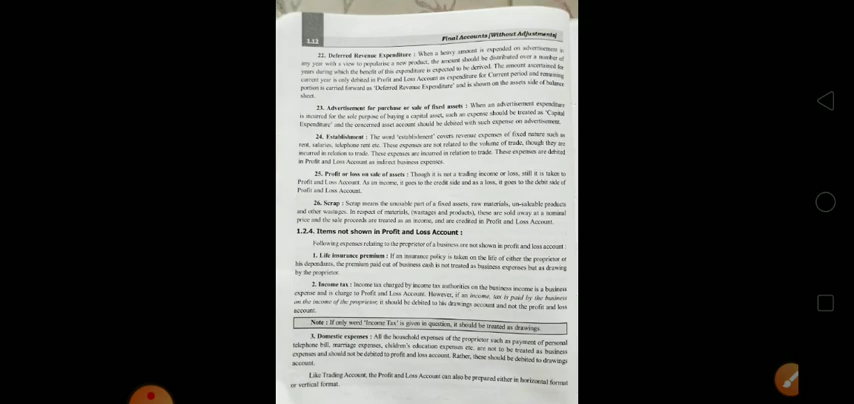 1.12
Final Accounts [Without Adjustments]
22. Deferred Revenue Expenditure : When a heavy amount is expended on advertisement in
any year with a view to popularise a new product, the amount should be distributed over a number of
years during which the benefit of this expenditure is expected to be derived. The amount ascertained for
current year is only debited in Profit and Loss Account as expenditure for Current period and remaining
portion is carried forward as 'Deferred Revenue Expenditure' and is shown on the assets side of balance
sheet.
23. Advertisement for purchase or sale of fixed assets : When an advertisement expenditure
is incurred for the sole purpose of buying a capital asset, such an expense should be treated as 'Capital
Expenditure' and the concerned asset account should be debited with such expense on advertisement.
24. Establishment : The word 'establishment' covers revenue expenses of fixed nature such as
rent, salaries, telephone rent etc. These expenses are not related to the volume of trade, though they are
incurred in relation to trade. These expenses are incurred in relation to trade. These expenses are debited
in Profit and Loss Account as indirect business expenses.
25. Profit or loss on sale of assets : Though it is not a trading income or loss, still it is taken to
Profit and Loss Account. As an income, it goes to the credit side and as a loss, it goes to the debit side of
Profit and Loss Account.
26. Scrap : Scrap means the unusable part of a fixed assets, raw materials, un-saleable products
and other wastages. In respect of materials, (wastages and products), these are sold away at a nominal
price and the sale proceeds are treated as an income, and are credited in Profit and Loss Account.
1.2.4. Items not shown in Profit and Loss Account :
Following expenses relating to the proprietor of a business are not shown in profit and loss account :
1. Life insurance premium : If an insurance policy is taken on the life of either the proprietor or
his dependants, the premium paid out of business cash is not treated as business expenses but as drawing
by the proprietor.
2. Income tax : Income tax charged by income tax authorities on the business income is a business
expense and is charge to Profit and Loss Account. However, if an income, tax is paid by the business
on the income of the proprietor, it should be debited to his drawings account and not the profit and loss
account.
Note : If only word 'Income Tax' is given in question, it should be treated as drawings.
3. Domestic expenses : All the household expenses of the proprietor such as payment of personal
telephone bill, marriage expenses, children's education expenses etc. are not to be treated as business
expenses and should not be debited to profit and loss account. Rather, these should be debited to drawings
account.
Like Trading Account, the Profit and Loss Account can also be prepared either in horizontal format
or vertical format.